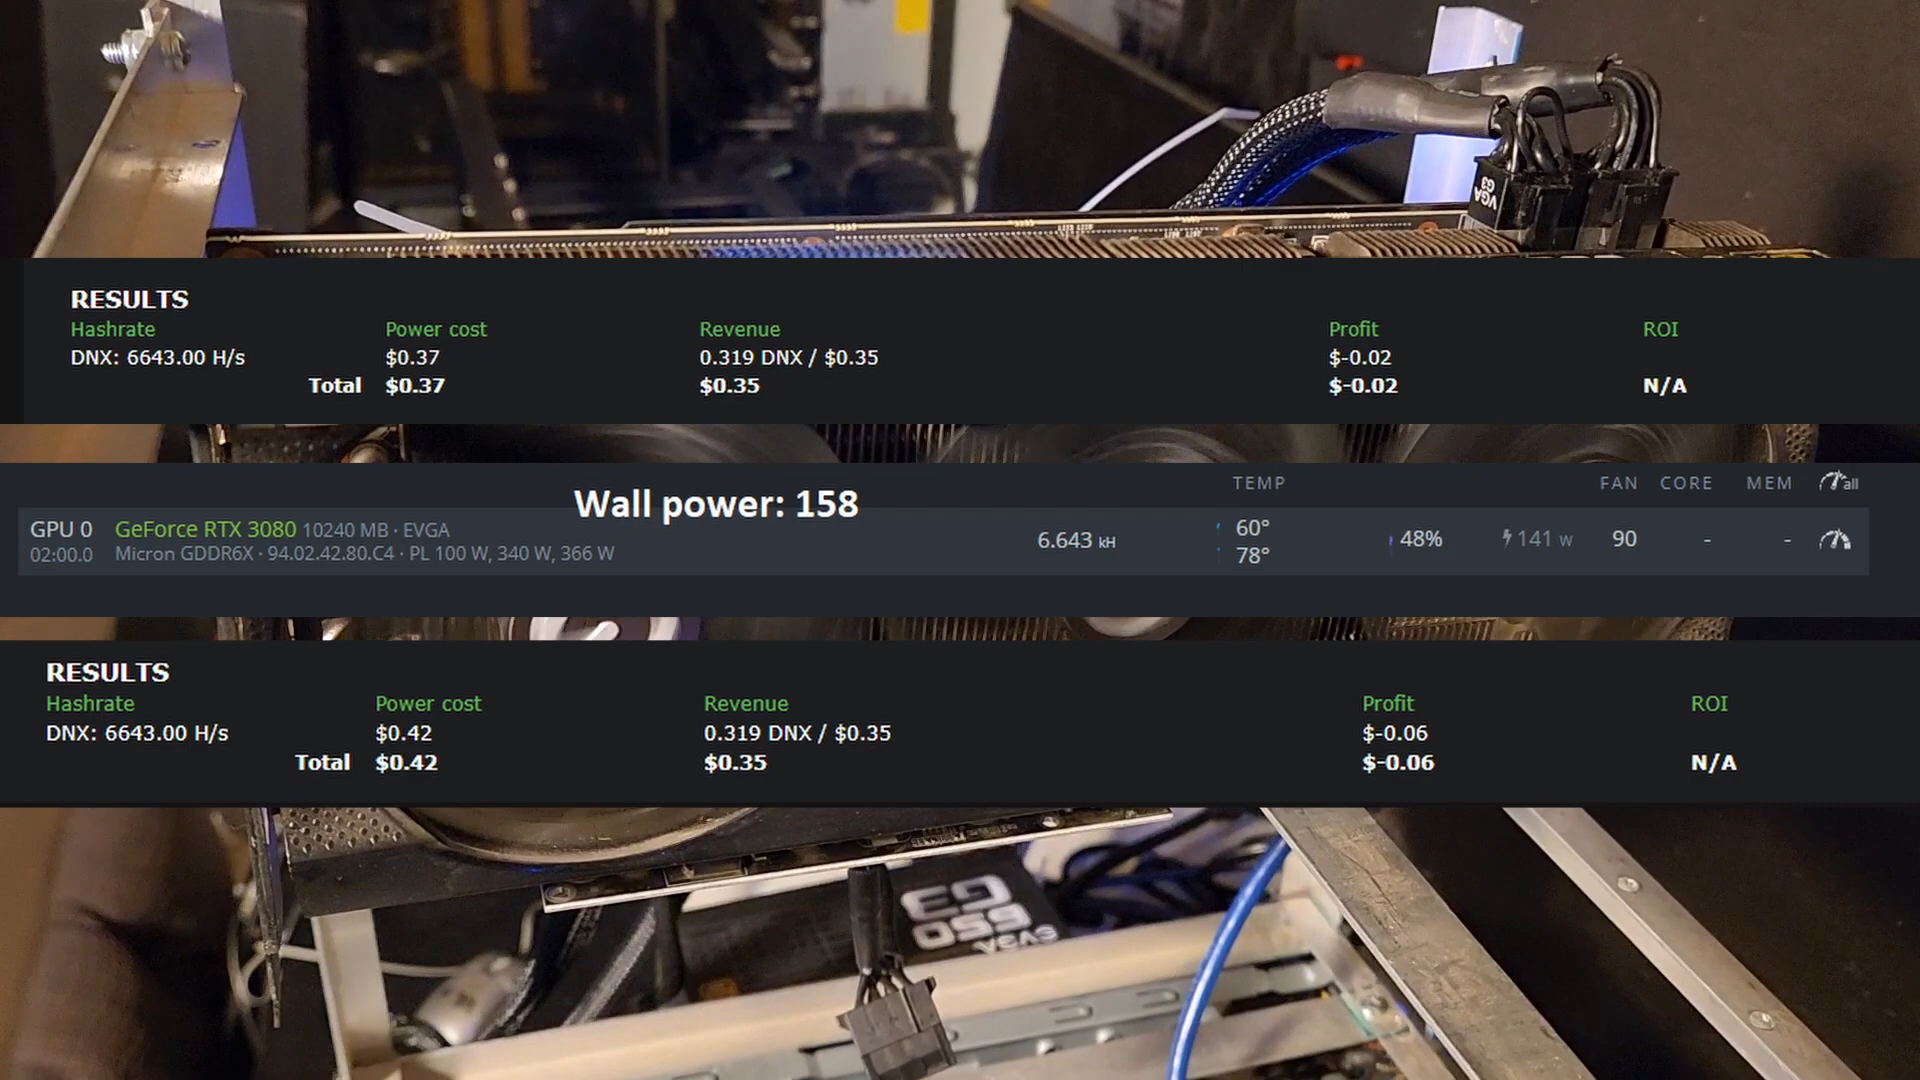 VGA
G3
RESULTS
Hashrate Power cost Revenue Profit ROI
DNX: 6643.00 H/s $0.37 0.319 DNX / $0.35 $-0.02
Total $0.37 $0.35 $-0.02 N/A
TEMP FAN CORE MEM all
Wall power: 158
GPU 0 GeForce RTX 3080 10240 MB · EVGA 6.643 kH 60° 48% 141 W 90 - -
02:00.0 Micron GDDR6X · 94.02.42.80.C4 · PL 100 W, 340 W, 366 W 78°
RESULTS
Hashrate Power cost Revenue Profit ROI
DNX: 6643.00 H/s $0.42 0.319 DNX / $0.35 $-0.06
Total $0.42 $0.35 $-0.06 N/A
EVGA
650
G3